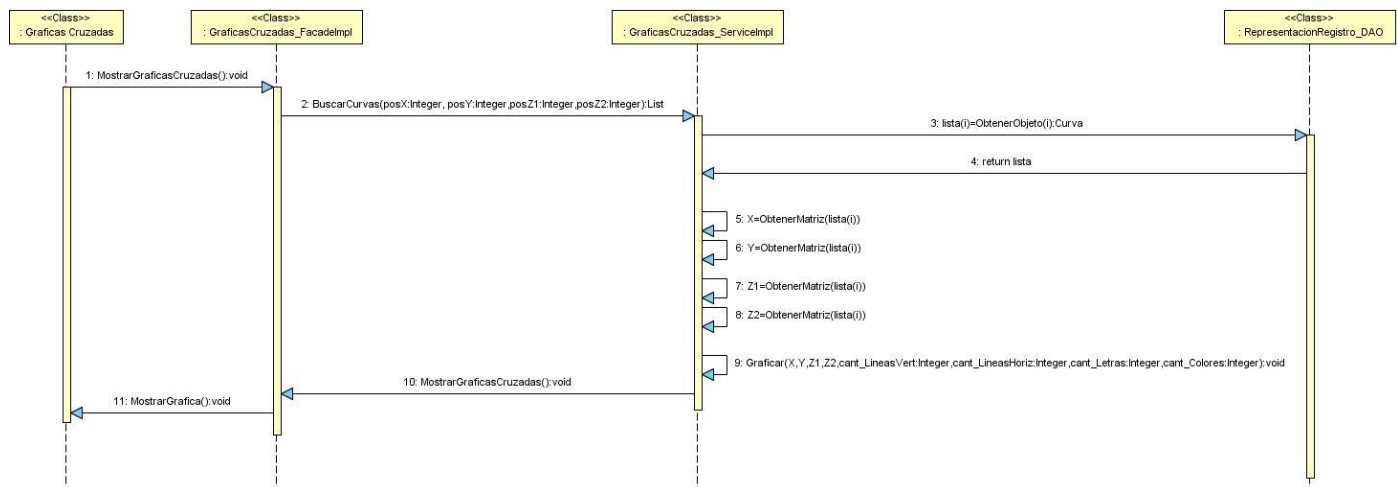 <<Class>>
: Graficas Cruzadas
<<Class>>
: GraficasCruzadas_FacadeImpl
<<Class>>
: GraficasCruzadas_ServiceImpl
<<Class>>
: RepresentacionRegistro_DAO
1: MostrarGraficasCruzadas():void
2: BuscarCurvas(posX:Integer, posY:Integer,posZ1:Integer,posZ2:Integer):List
3: lista(i)=ObtenerObjeto(i):Curva
4: return lista
5: X=ObtenerMatriz(lista(i))
6: Y=ObtenerMatriz(lista(i))
7: Z1=ObtenerMatriz(lista(i))
8: Z2=ObtenerMatriz(lista(i))
9: Graficar(X,Y,Z1,Z2,cant_LineasVert:Integer,cant_LineasHoriz:Integer,cant_Letras:Integer,cant_Colores:Integer):void
10: MostrarGraficasCruzadas():void
11: MostrarGrafica():void